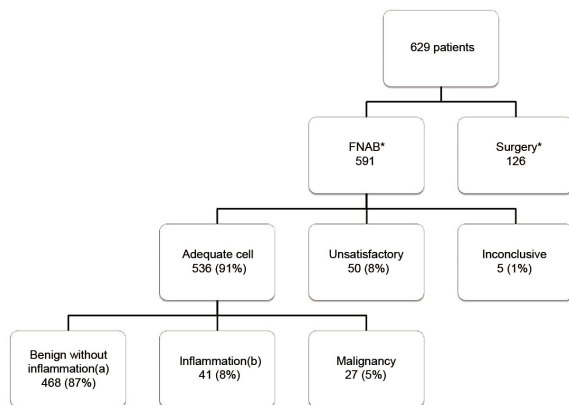 629 patients
FNAB*
591
Surgery*
126
Adequate cell
536 (91%)
Unsatisfactory
50 (8%)
Inconclusive
5 (1%)
Benign without
inflammation(a)
468 (87%)
Inflammation(b)
41 (8%)
Malignancy
27 (5%)